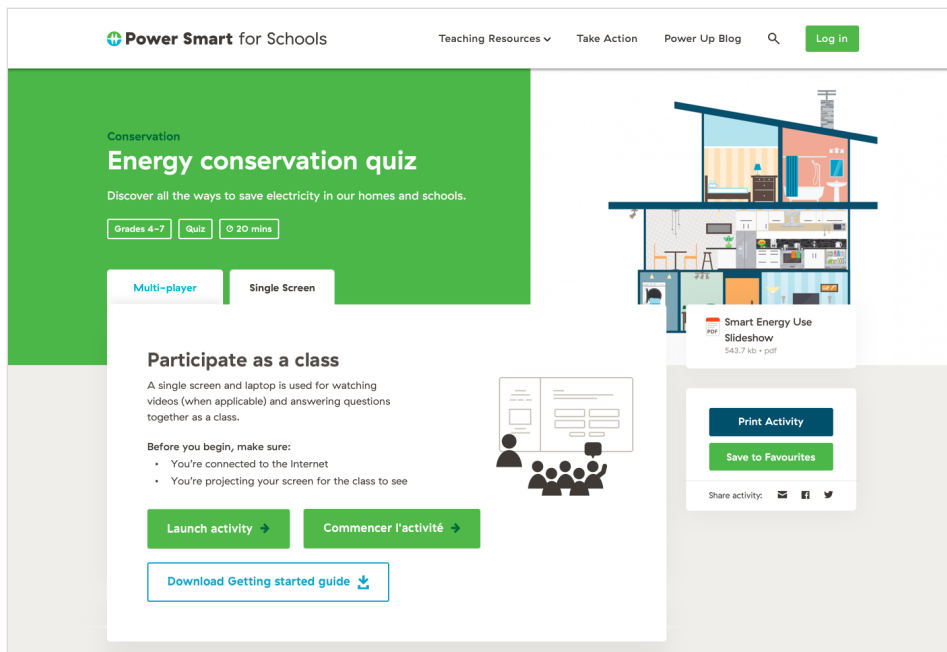 Power Smart for Schools
Teaching Resources
Take Action
Power Up Blog
Log in
Conservation
Energy conservation quiz
Discover all the ways to save electricity in our homes and schools.
Grades 4-7
Quiz
20 mins
Multi-player
Single Screen
Participate as a class
A single screen and laptop is used for watching
videos (when applicable) and answering questions
together as a class.
Before you begin, make sure:
• You're connected to the Internet
• You're projecting your screen for the class to see
Launch activity →
Commencer l'activité →
Download Getting started guide
PDF
Smart Energy Use
Slideshow
543.7 kb • pdf
Print Activity
Save to Favourites
Share activity: